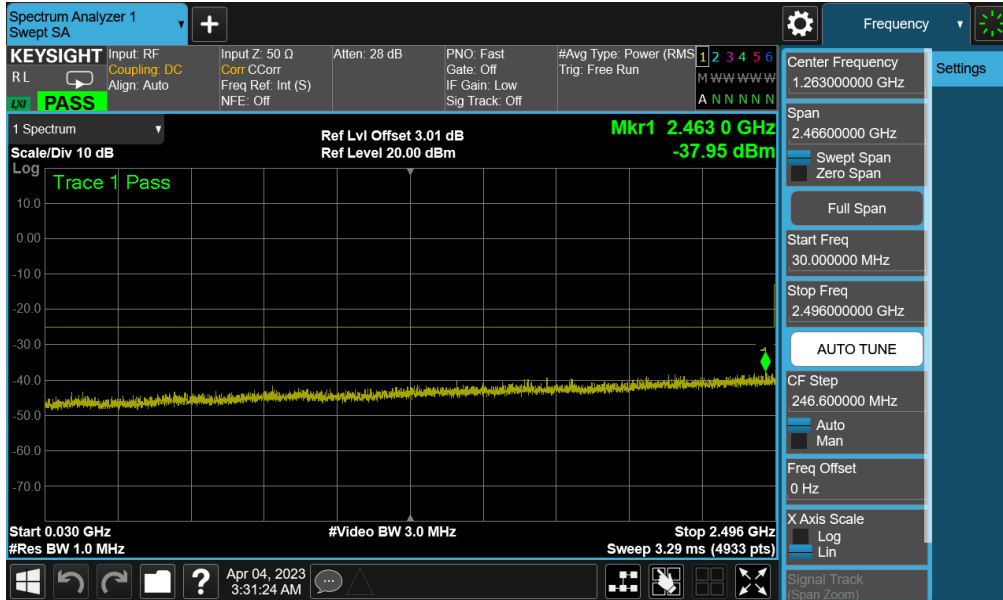 Spectrum Analyzer 1
Swept SA
+
Frequency
KEYSIGHT
RL
LXI
PASS
Input: RF
Coupling: DC
Align: Auto
Input Z: 50 Ω
Corr CCorr
Freq Ref: Int (S)
NFE: Off
Atten: 28 dB
PNO: Fast
Gate: Off
IF Gain: Low
Sig Track: Off
#Avg Type: Power (RMS
Trig: Free Run
1 2 3 4 5 6
M W W W W W
A N N N N N
Center Frequency
1.263000000 GHz
Settings
Span
2.46600000 GHz
Swept Span
Zero Span
Full Span
Start Freq
30.000000 MHz
Stop Freq
2.496000000 GHz
AUTO TUNE
CF Step
246.600000 MHz
Auto
Man
Freq Offset
0 Hz
X Axis Scale
Log
Lin
Signal Track
(Span Zoom)
1 Spectrum
Scale/Div 10 dB
Ref Lvl Offset 3.01 dB
Ref Level 20.00 dBm
Mkr1 2.463 0 GHz
-37.95 dBm
Log
Trace 1 Pass
10.0
0.00
-10.0
-20.0
-30.0
1
-40.0
-50.0
-60.0
-70.0
Start 0.030 GHz
#Res BW 1.0 MHz
#Video BW 3.0 MHz
Stop 2.496 GHz
Sweep 3.29 ms (4933 pts)
?
Apr 04, 2023
3:31:24 AM